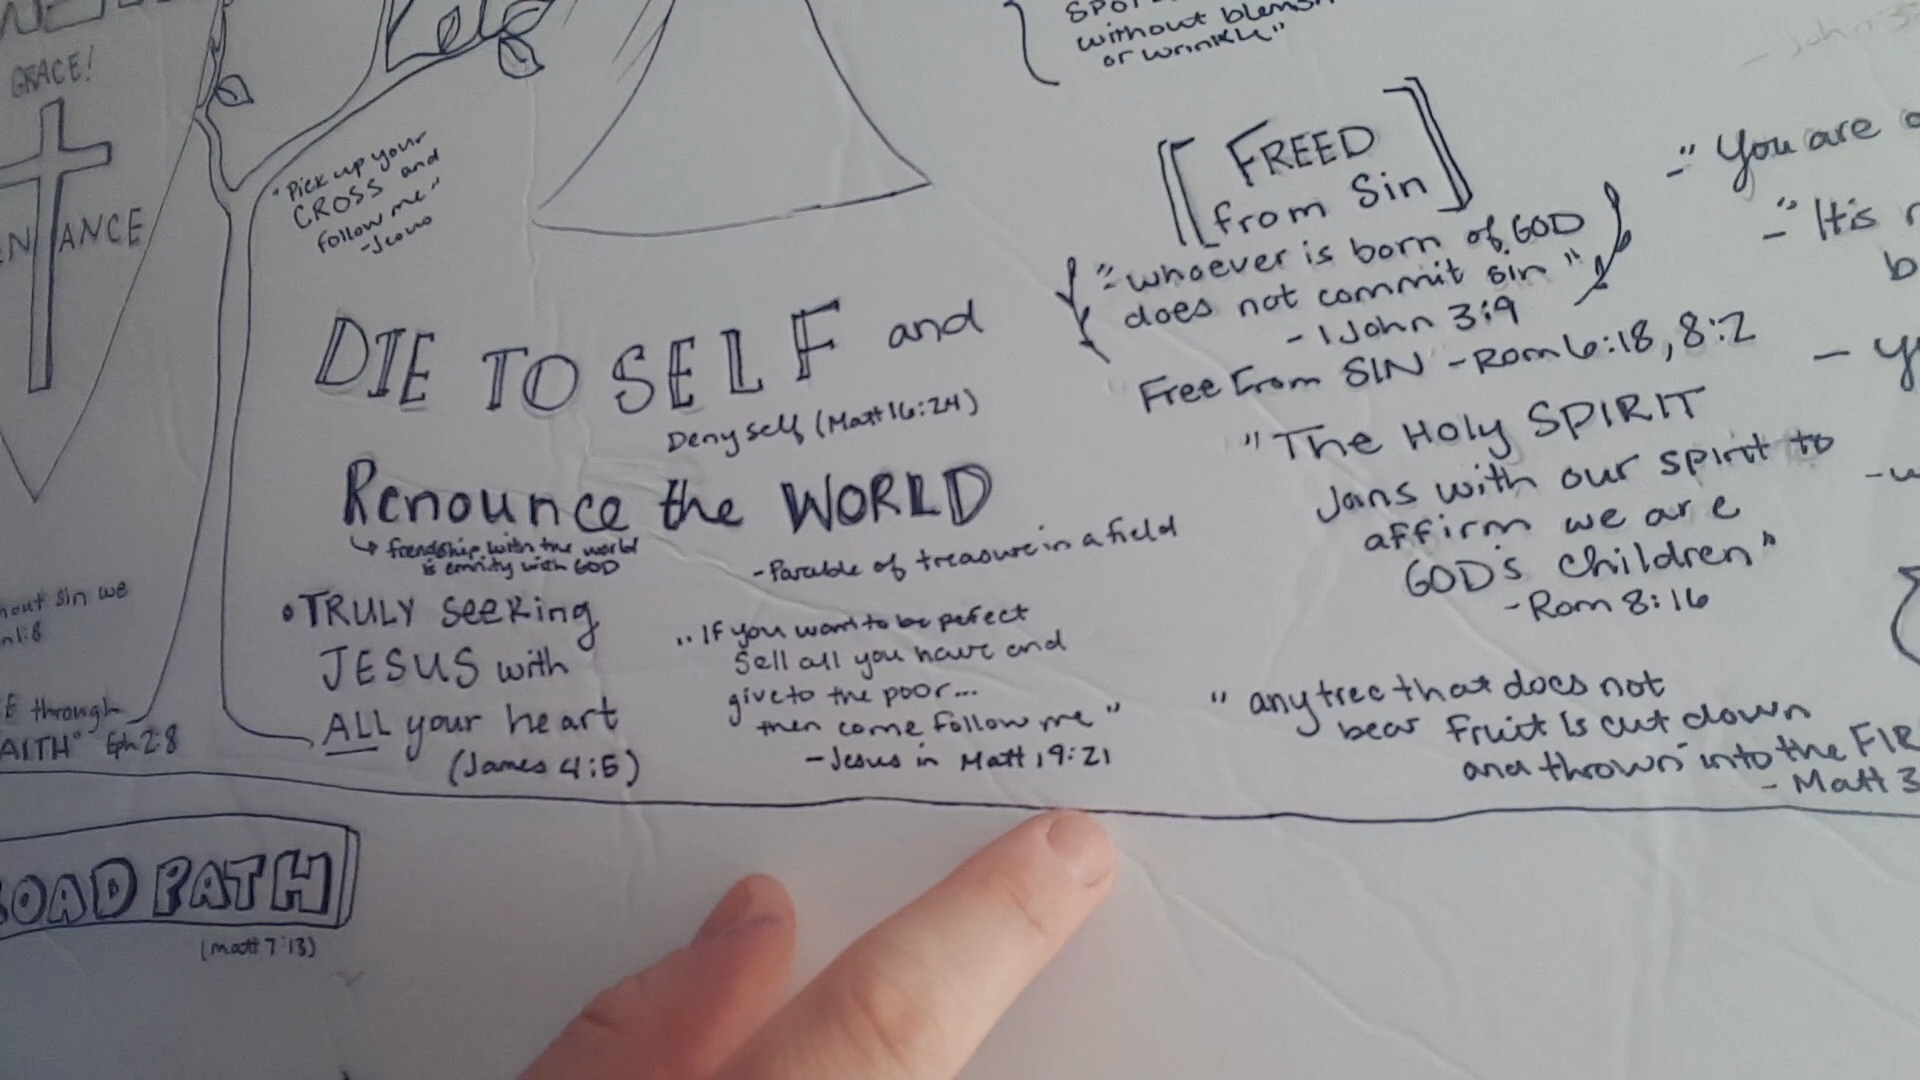 GRACE!
ANCE
"Pick up your
CROSS and
follow me"
-Jesus
without blemish
or wrinkle"
[[FREED
from Sin]]
"whoever is born of GOD
does not commit sin"
- 1 John 3:9
Free from SIN - Rom 6:18, 8:2
"The Holy SPIRIT
Joins with our spirit to
affirm we are
GOD's children"
- Rom 8:16
"any tree that does not
bear fruit is cut down
and thrown into the FIR
- Matt 3
DIE TO SELF and
Deny self (Matt 16:24)
Renounce the WORLD
↳ friendship with the world
is enmity with GOD
- Parable of treasure in a field
• TRULY seeking
JESUS with
ALL your heart
(James 4:5)
"If you want to be perfect
Sell all you have and
give to the poor...
then come follow me"
- Jesus in Matt 19:21
-" You are
-" It is
out sin we
through
AITH" Eph 2:8
OAD PATH
(matt 7:13)
- John 3: